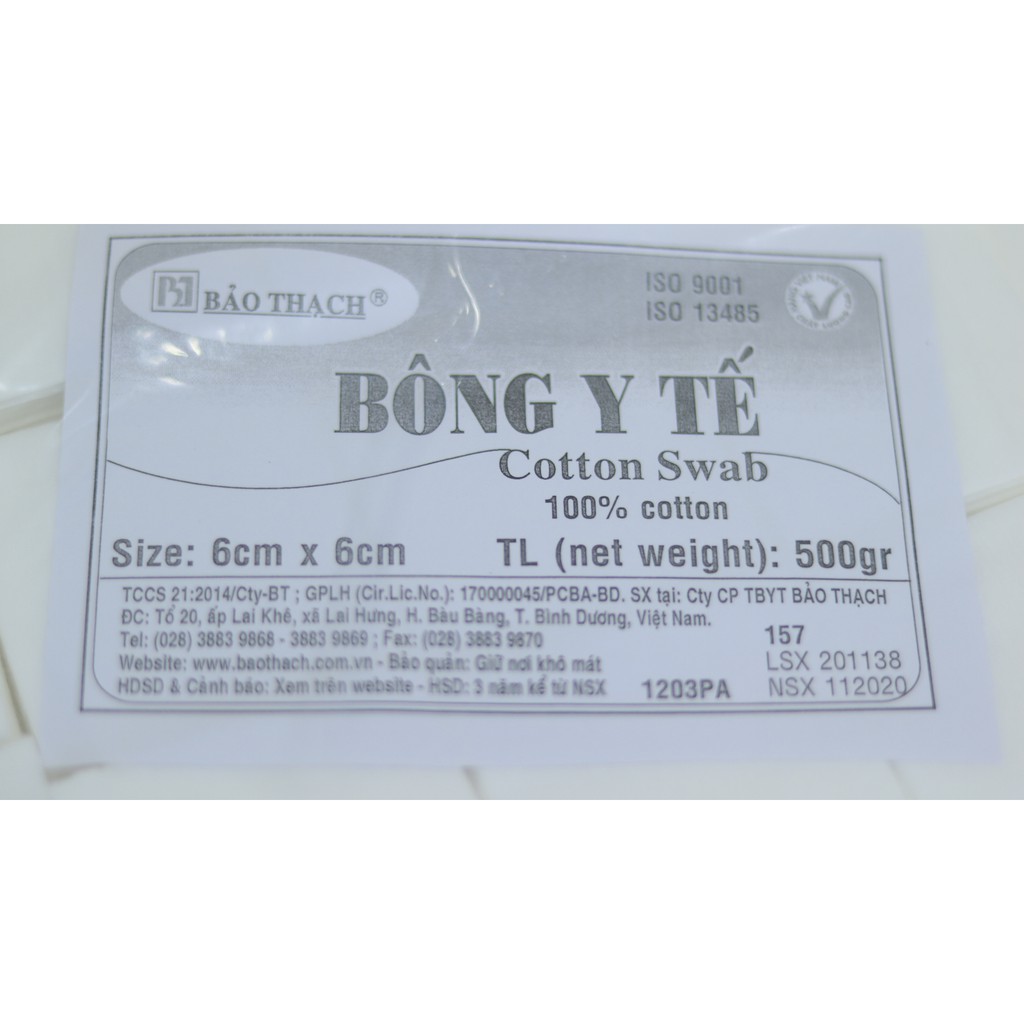 BẢO THẠCH®
ISO 9001
ISO 13485
BÔNG Y TẾ
Cotton Swab
100% cotton
Size: 6cm x 6cm TL (net weight): 500gr
TCCS 21:2014/Cty-BT ; GPLH (Cir.Lic.No.): 170000045/PCBA-BD. SX tại: Cty CP TBYT BẢO THẠCH
ĐC: Tổ 20, ấp Lai Khê, xã Lai Hưng, H. Bàu Bàng, T. Bình Dương, Việt Nam.
Tel: (028) 3883 9868 - 3883 9869 ; Fax: (028) 3883 9870
Website: www.baothach.com.vn - Bảo quản: Giữ nơi khô mát
HDSD & Cảnh báo: Xem trên website - HSD: 3 năm kể từ NSX 1203PA
157
LSX 201138
NSX 112020